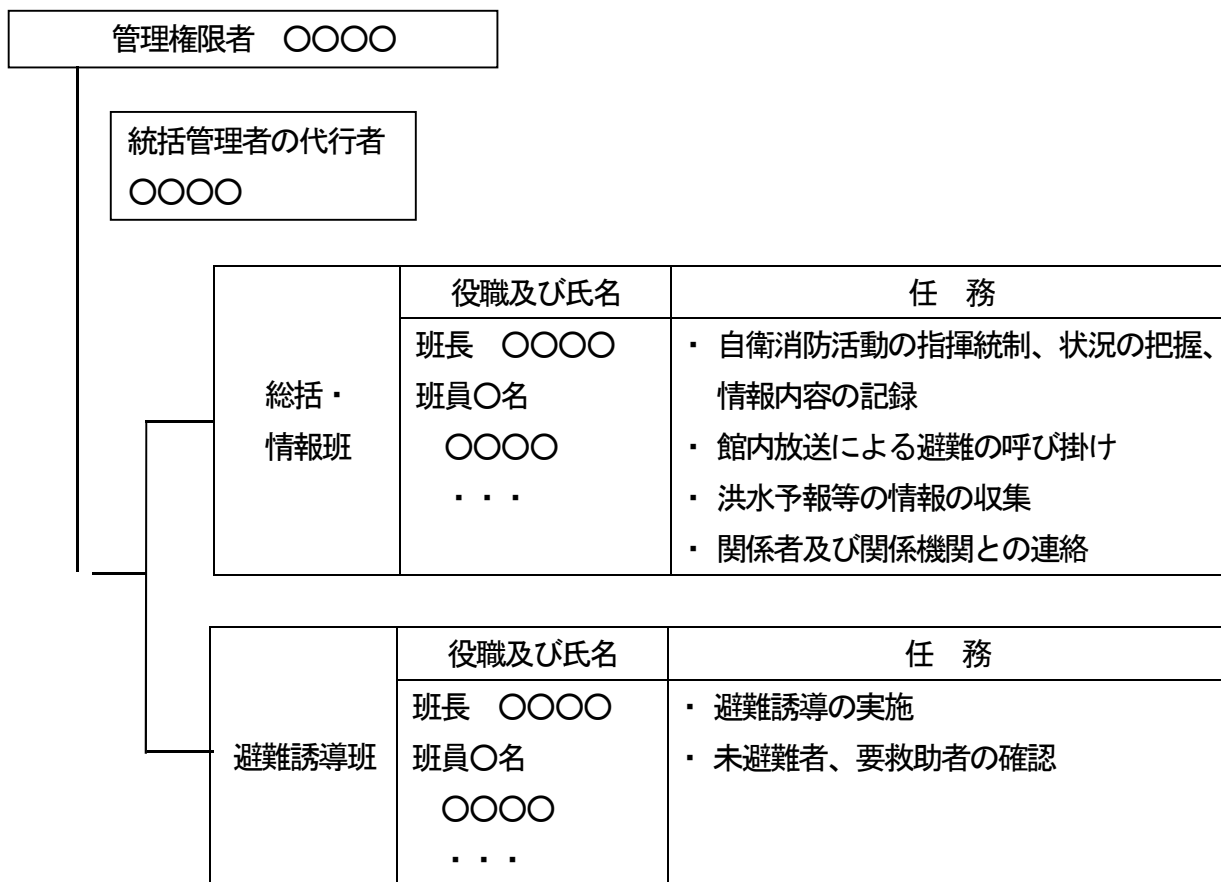 管理権限者　〇〇〇〇
統括管理者の代行者
〇〇〇〇
役職及び氏名
任　務
総括・
情報班
班長　〇〇〇〇
班員〇名
〇〇〇〇
・・・
・ 自衛消防活動の指揮統制、状況の把握、
情報内容の記録
・ 館内放送による避難の呼び掛け
・ 洪水予報等の情報の収集
・ 関係者及び関係機関との連絡
役職及び氏名
任　務
避難誘導班
班長　〇〇〇〇
班員〇名
〇〇〇〇
・・・
・ 避難誘導の実施
・ 未避難者、要救助者の確認